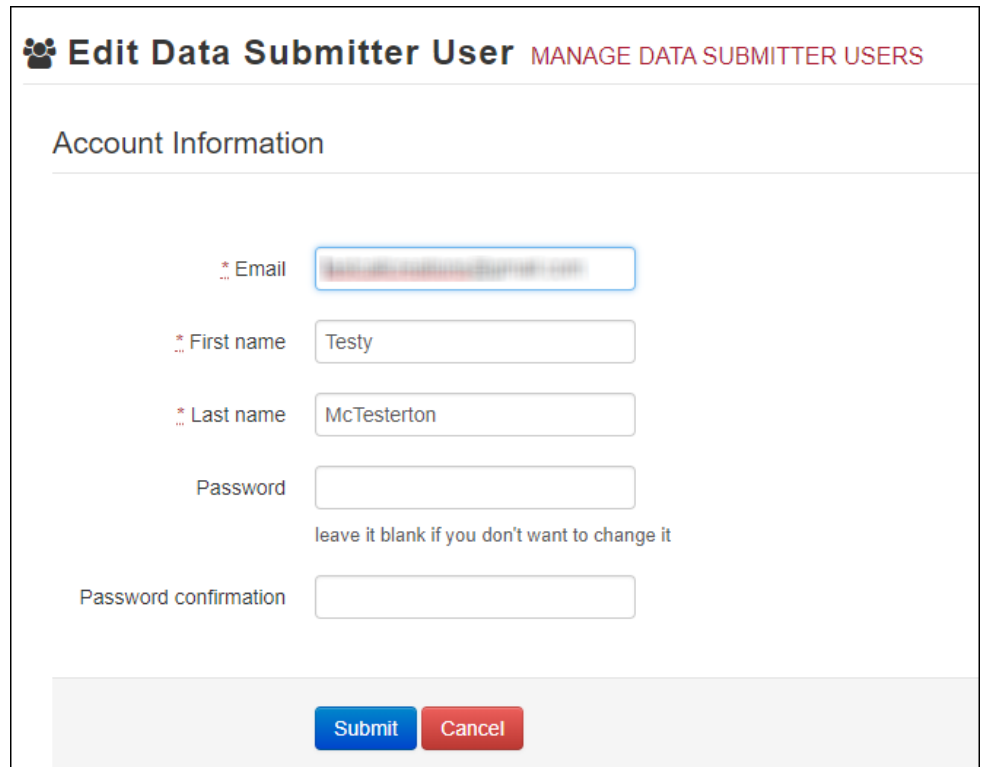 Edit Data Submitter User MANAGE DATA SUBMITTER USERS
Account Information
* Email
* First name Testy
* Last name McTesterton
Password
leave it blank if you don't want to change it
Password confirmation
Submit Cancel